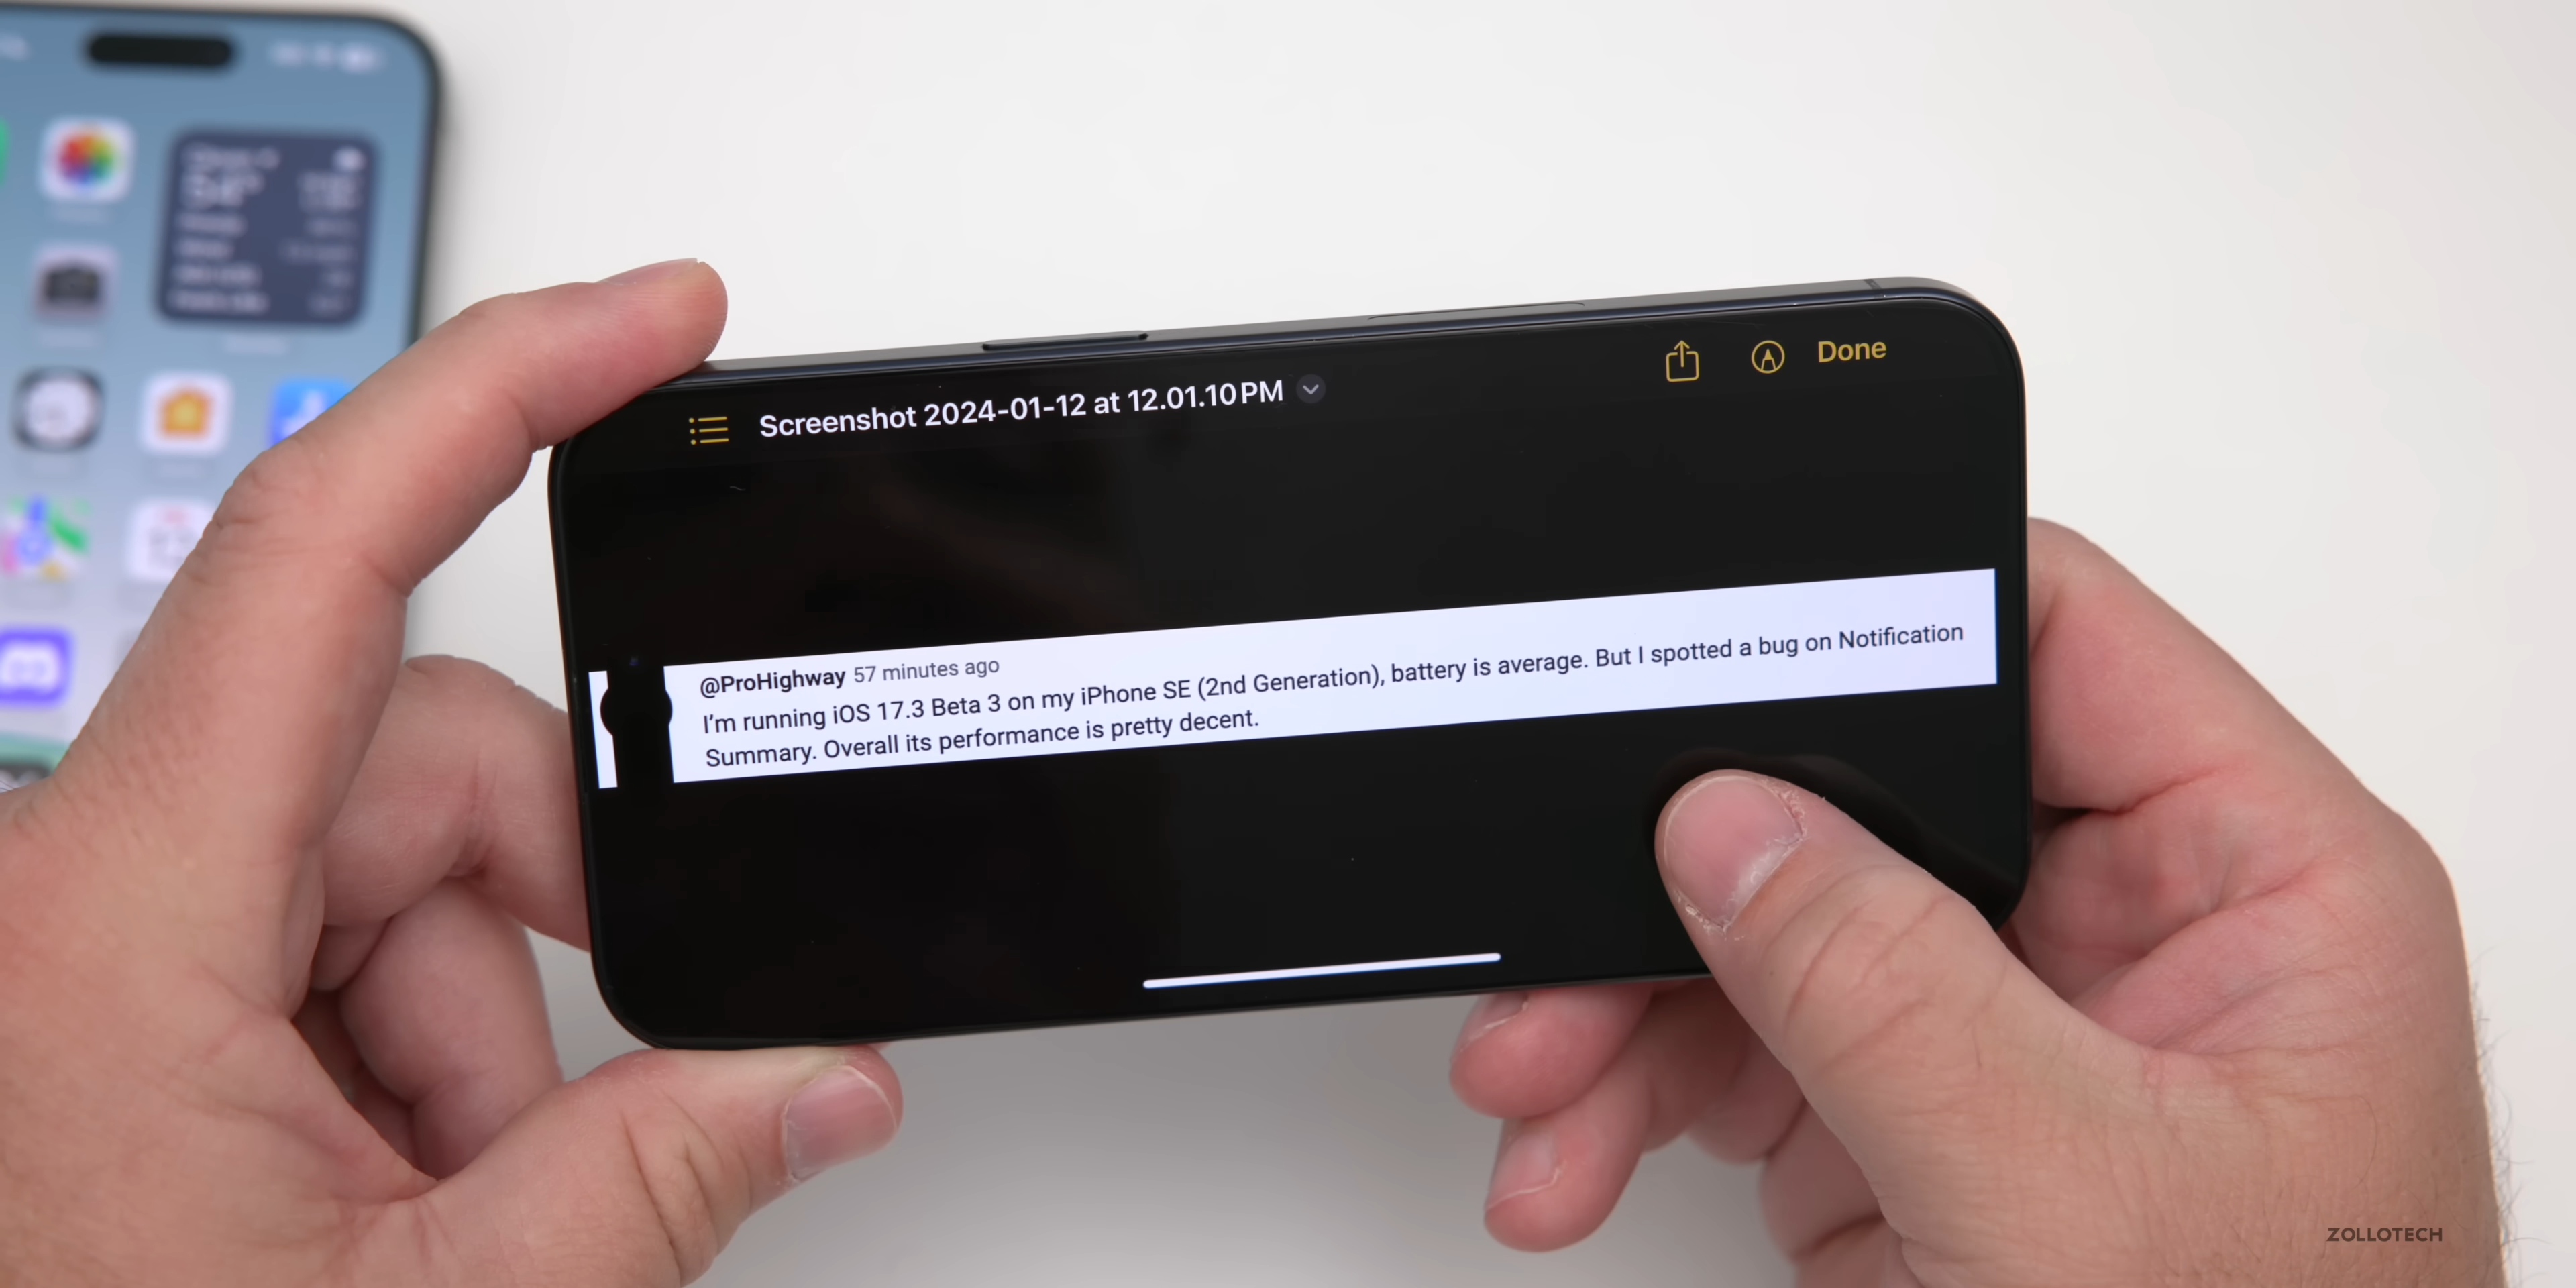 Screenshot 2024-01-12 at 12.01.10 PM
Done
@ProHighway 57 minutes ago
I'm running iOS 17.3 Beta 3 on my iPhone SE (2nd Generation), battery is average. But I spotted a bug on Notification
Summary. Overall its performance is pretty decent.
ZOLLOTECH